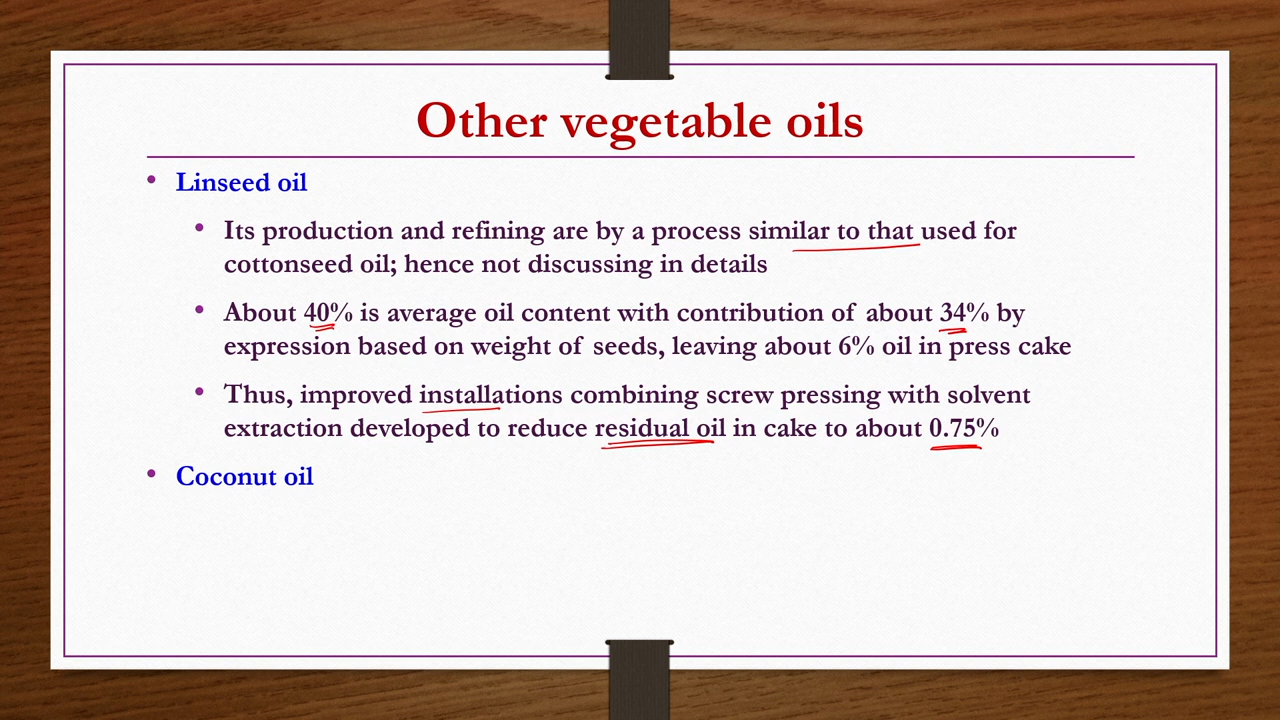 Other vegetable oils
• Linseed oil
• Its production and refining are by a process similar to that used for
cottonseed oil; hence not discussing in details
• About 40% is average oil content with contribution of about 34% by
expression based on weight of seeds, leaving about 6% oil in press cake
• Thus, improved installations combining screw pressing with solvent
extraction developed to reduce residual oil in cake to about 0.75%
• Coconut oil